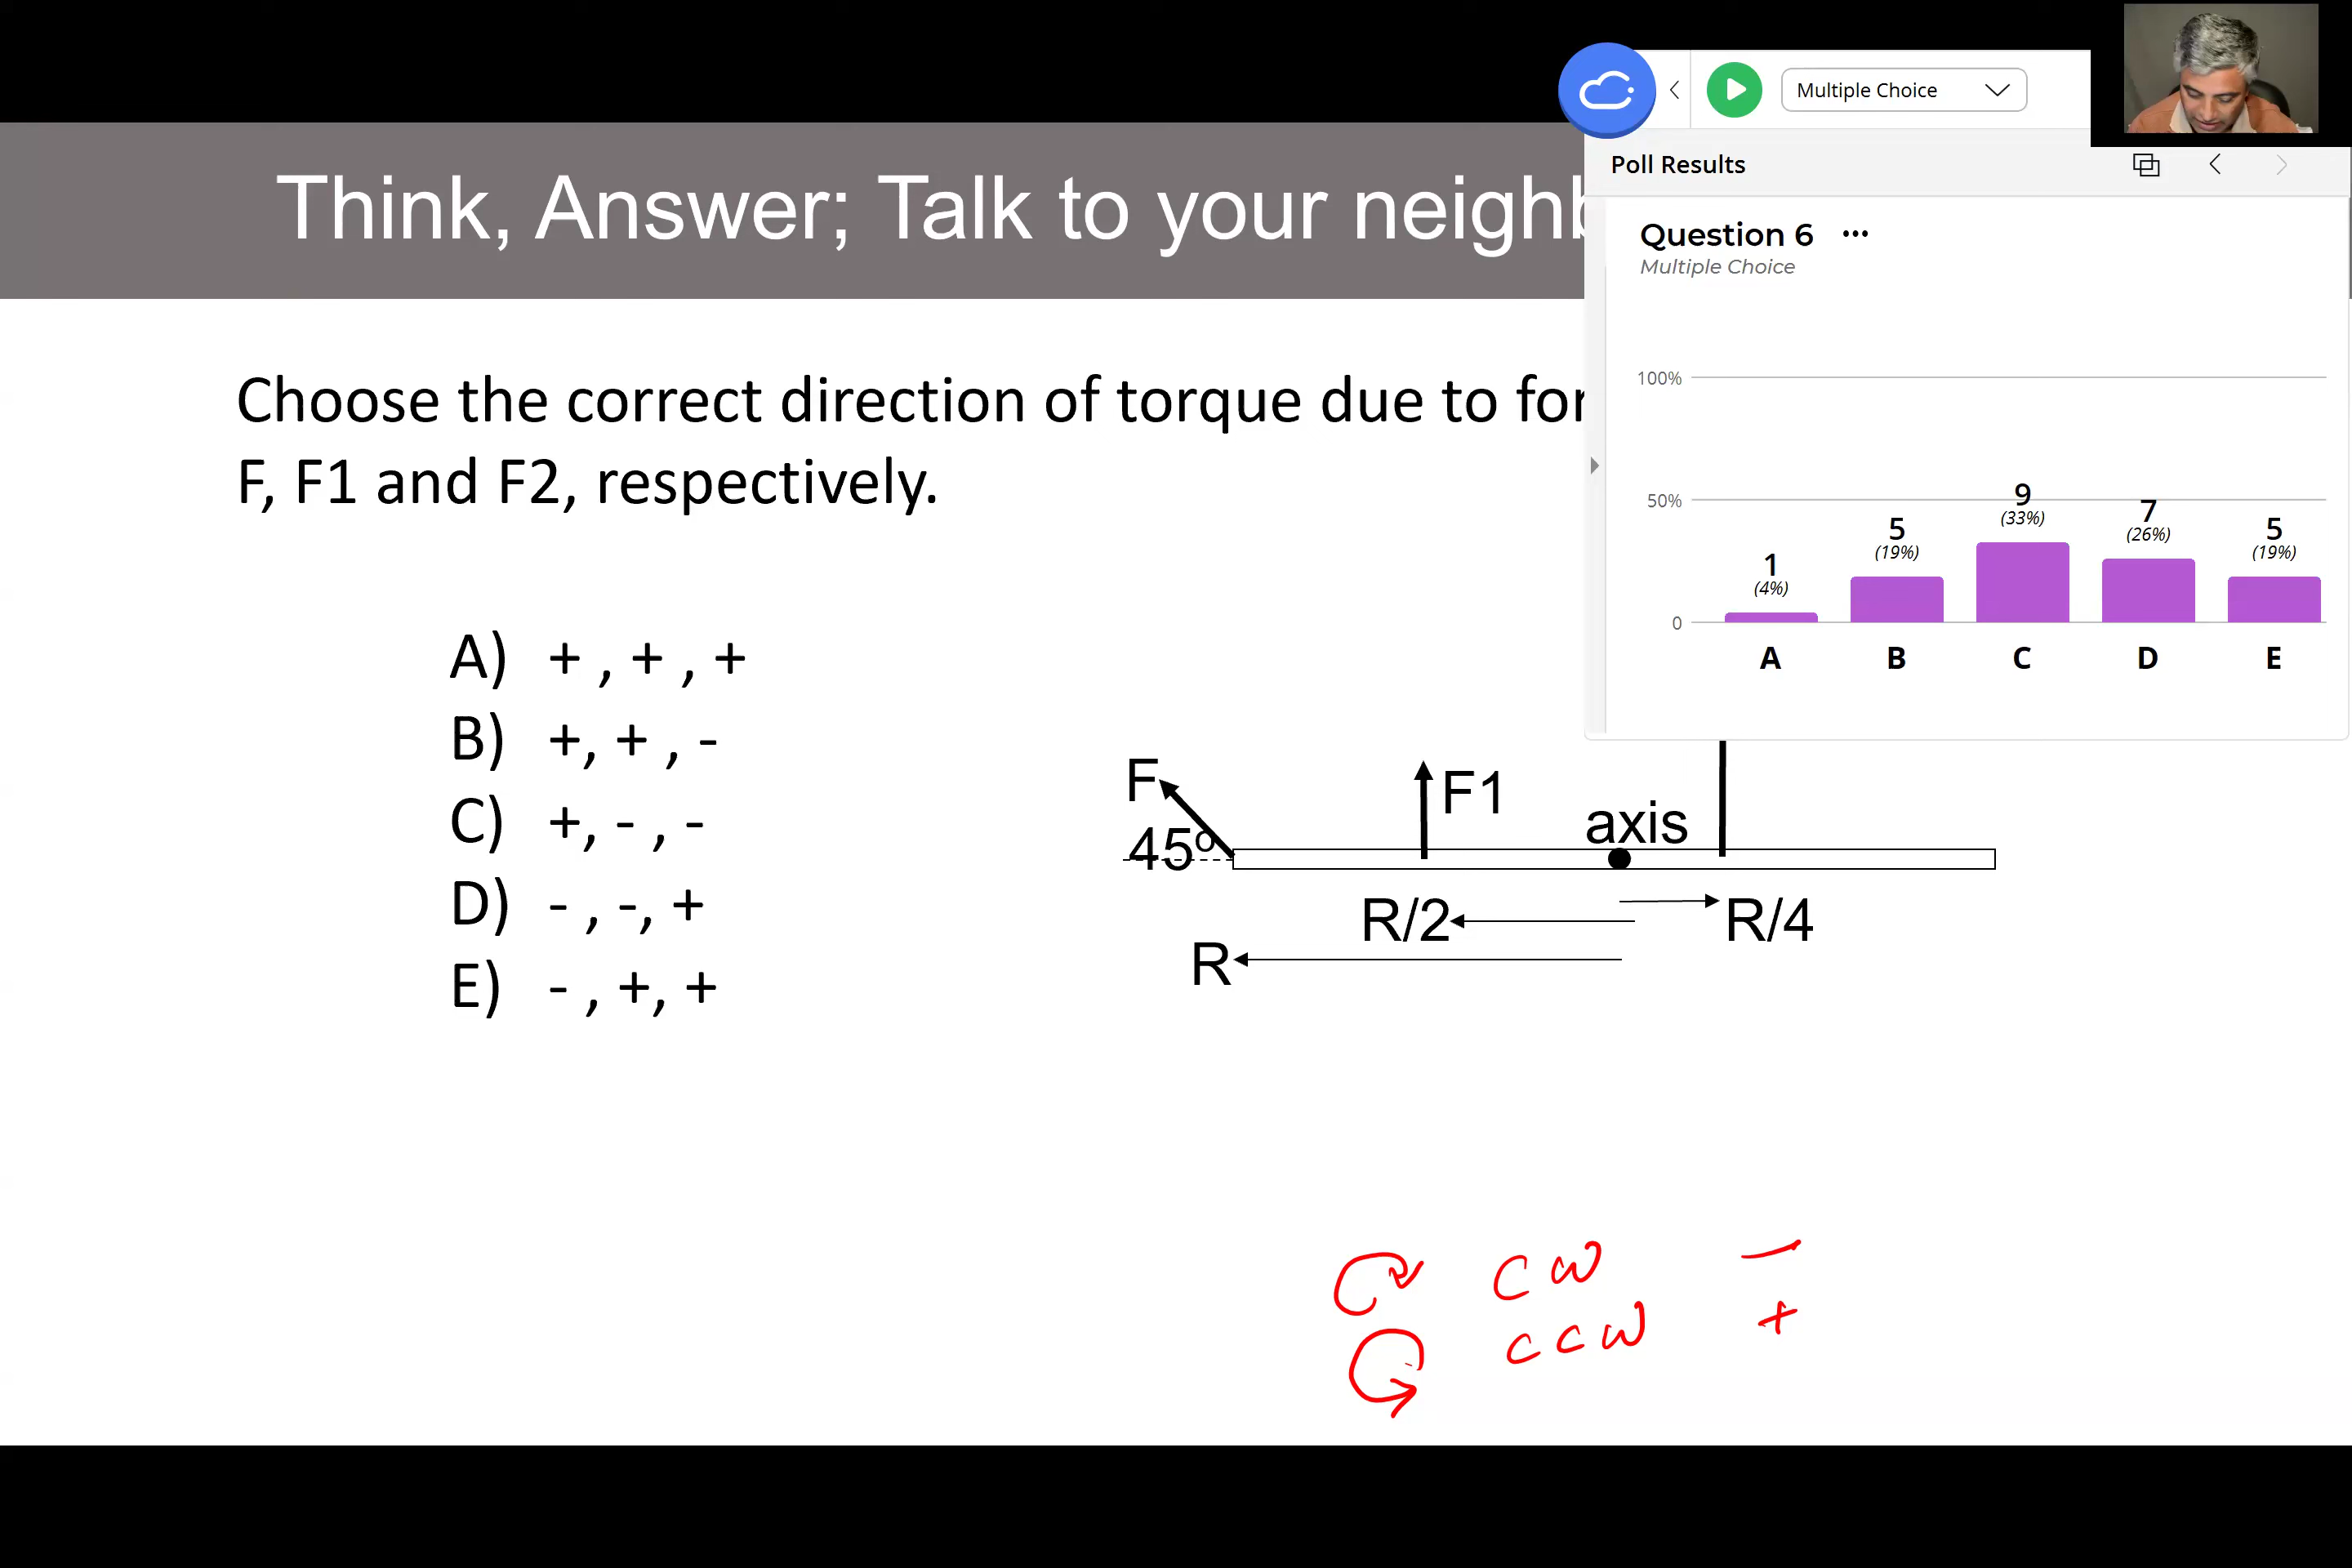 Multiple Choice
Poll Results
Think, Answer; Talk to your neighb
Question 6
Multiple Choice
100%
50%
0
1
(4%)
5
(19%)
9
(33%)
7
(26%)
5
(19%)
A B C D E
Choose the correct direction of torque due to for
F, F1 and F2, respectively.
A) + , + , +
B) +, + , -
C) +, - , -
D) - , -, +
E) - , +, +
F
F1
axis
45º
R/2
R/4
R
CW −
CCW +